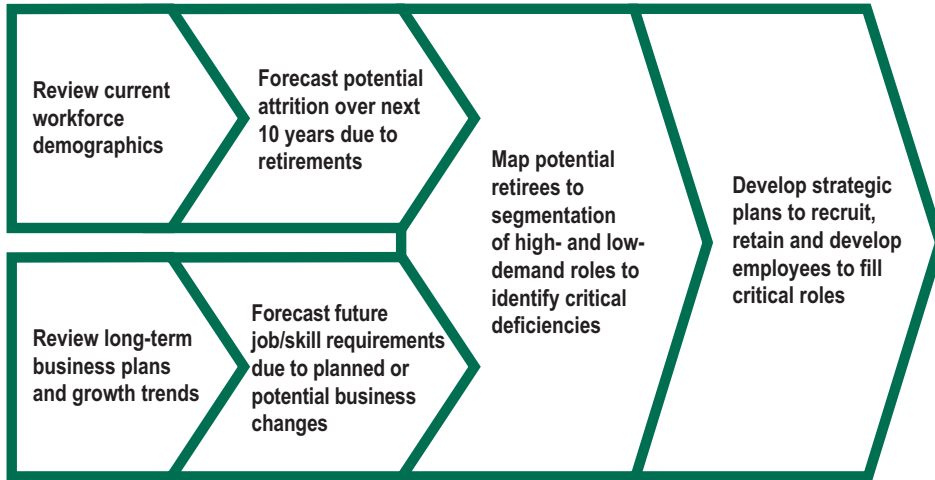 Review current
workforce
demographics
Forecast potential
attrition over next
10 years due to
retirements
Review long-term
business plans
and growth trends
Forecast future
job/skill requirements
due to planned or
potential business
changes
Map potential
retirees to
segmentation
of high- and low-
demand roles to
identify critical
deficiencies
Develop strategic
plans to recruit,
retain and develop
employees to fill
critical roles